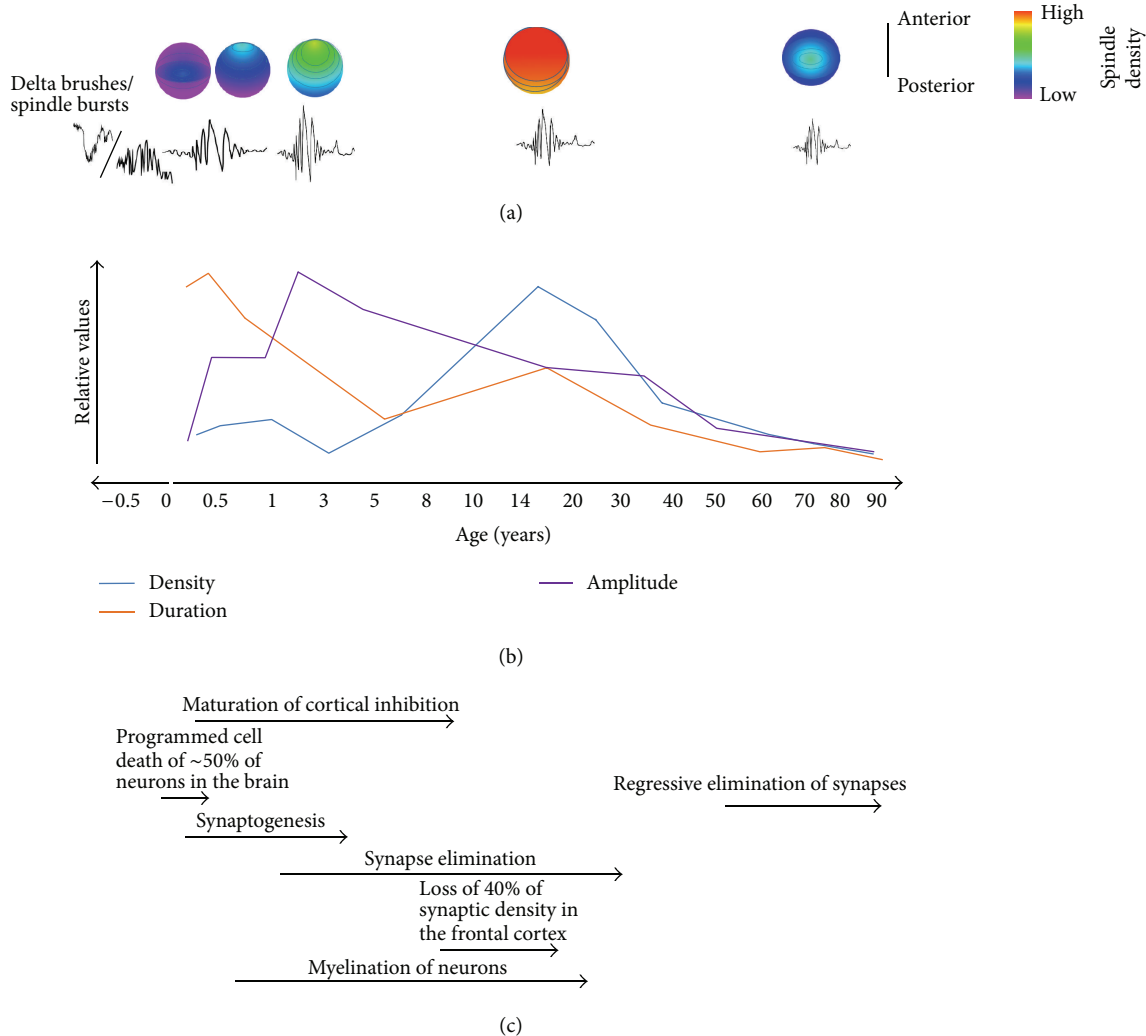 Delta brushes/
spindle bursts
Anterior
Posterior
High
Low
Spindle
density
(a)
Relative values
−0.5 0 0.5 1 3 5 8 10 14 20 30 40 50 60 70 80 90
Age (years)
Density
Duration
Amplitude
(b)
Maturation of cortical inhibition
Programmed cell
death of ~50% of
neurons in the brain
Regressive elimination of synapses
Synaptogenesis
Synapse elimination
Loss of 40% of
synaptic density in
the frontal cortex
Myelination of neurons
(c)